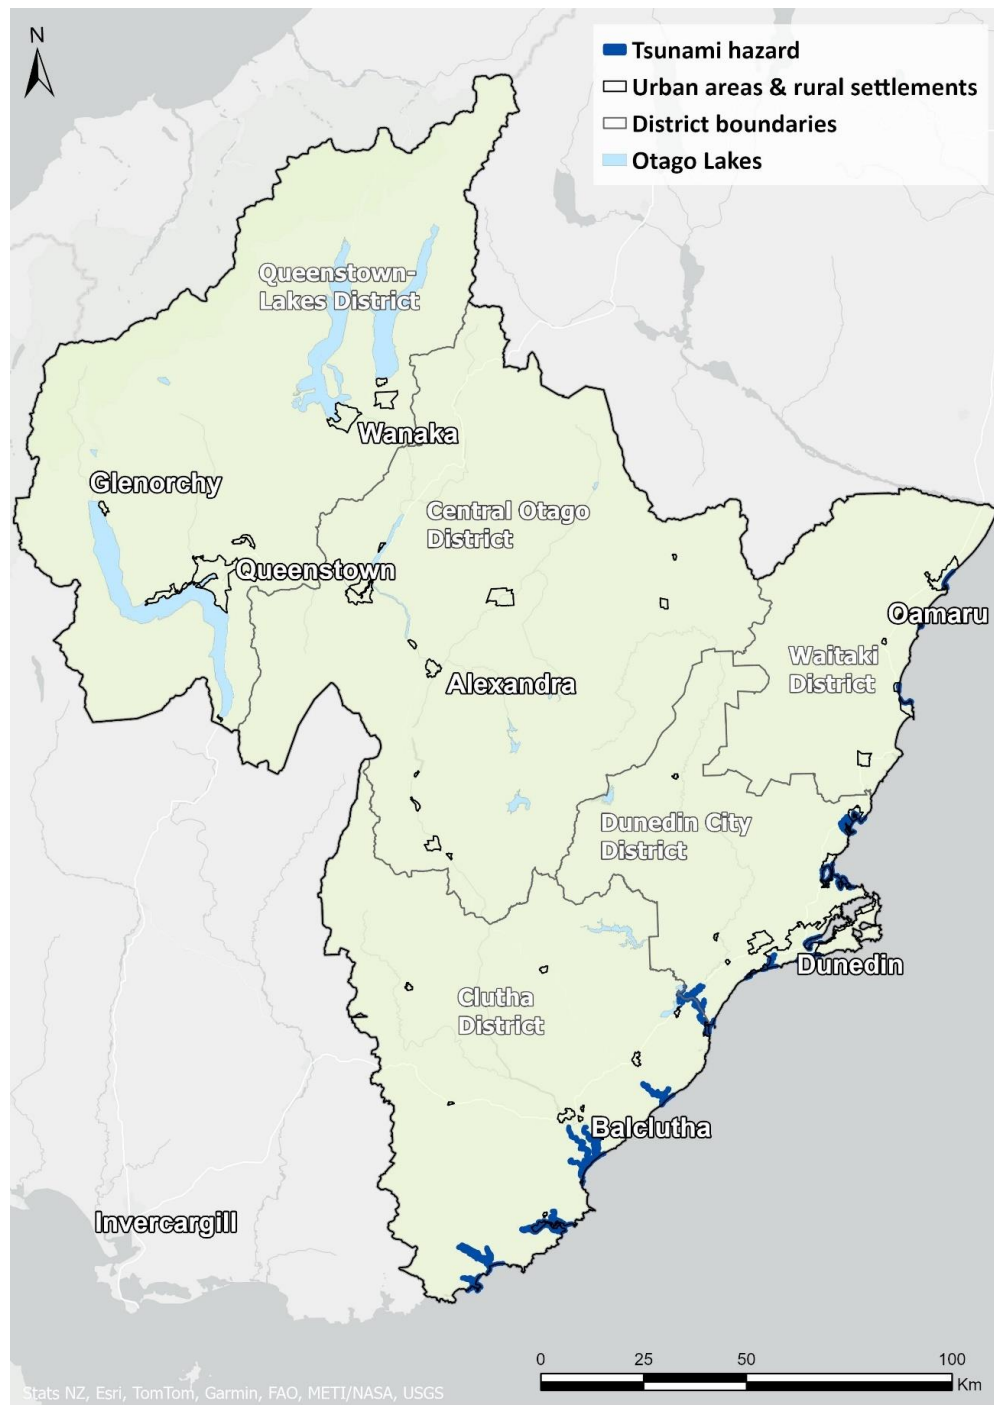 N
Tsunami hazard
Urban areas & rural settlements
District boundaries
Otago Lakes
Queenstown-
Lakes District
Wanaka
Glenorchy
Central Otago
District
Queenstown
Oamaru
Waitaki
District
Alexandra
Dunedin City
District
Dunedin
Clutha
District
Balclutha
Invercargill
0 25 50 100
Km
Stats NZ, Esri, TomTom, Garmin, FAO, METI/NASA, USGS